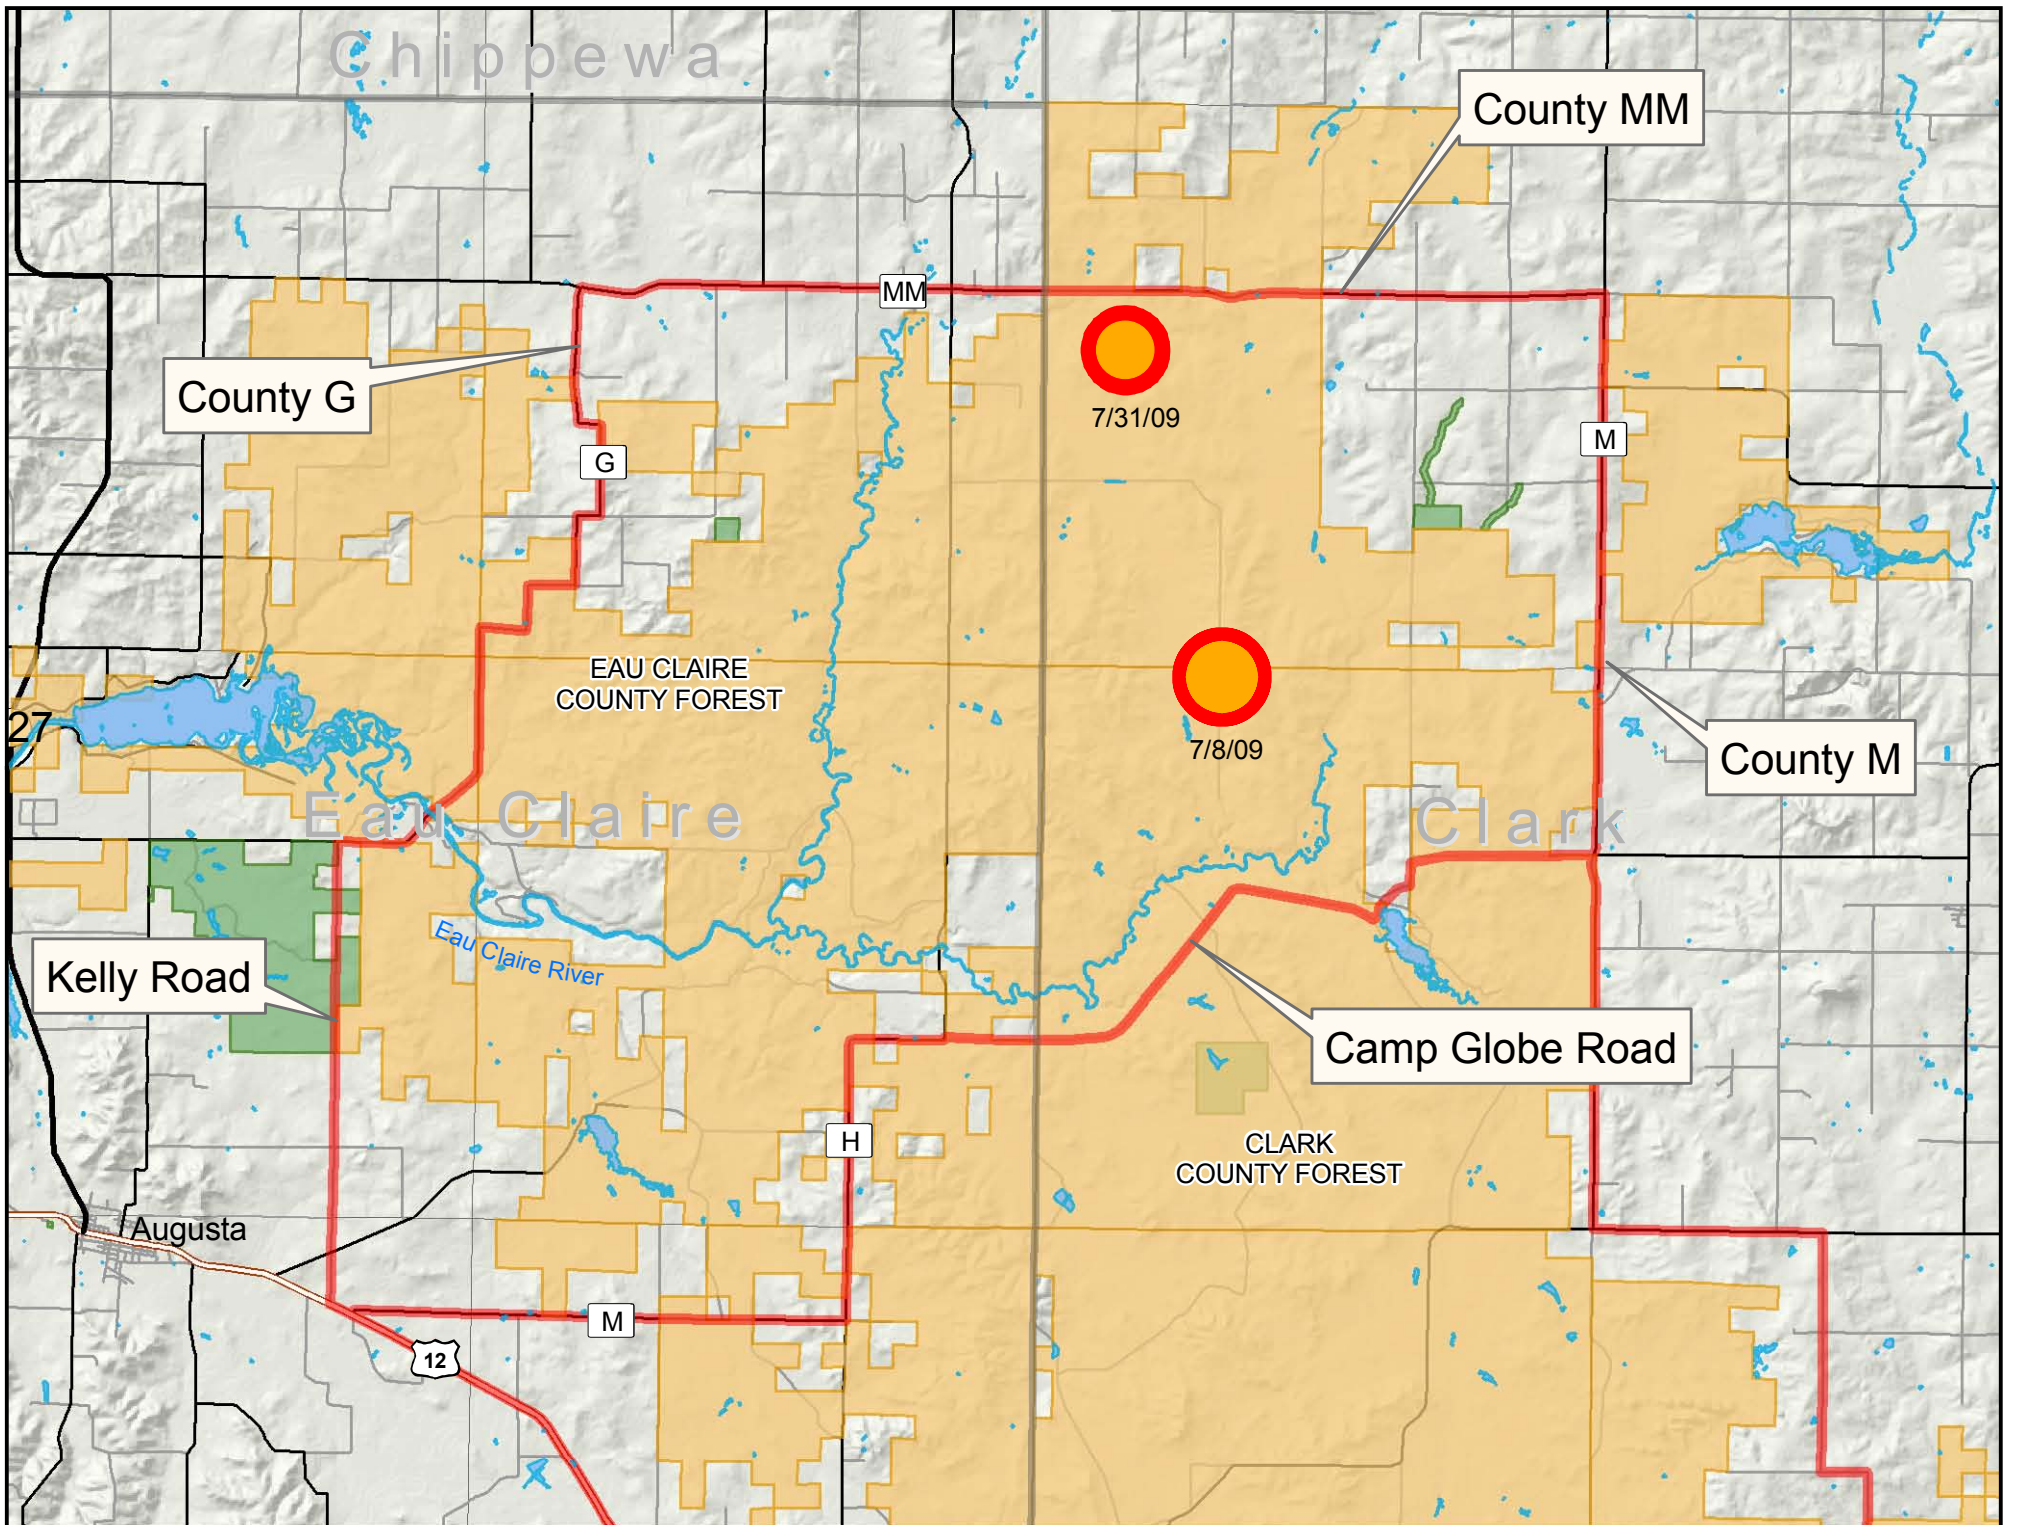 Chippewa
County MM
MM
County G
7/31/09
M
G
EAU CLAIRE
COUNTY FOREST
27
7/8/09
County M
Eau Claire
Clark
Eau Claire River
Kelly Road
Camp Globe Road
H
CLARK
COUNTY FOREST
Augusta
M
12